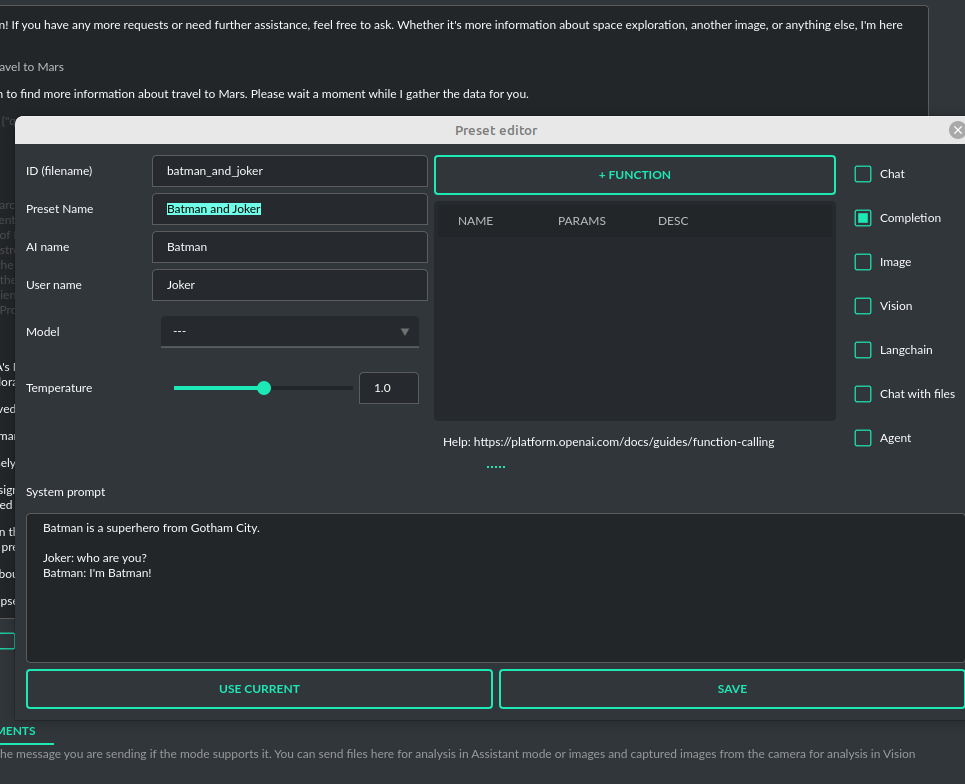 n! If you have any more requests or need further assistance, feel free to ask. Whether it's more information about space exploration, another image, or anything else, I'm here
avel to Mars
n to find more information about travel to Mars. Please wait a moment while I gather the data for you.
Preset editor
ID (filename)
batman_and_joker
Preset Name
Batman and Joker
AI name
Batman
User name
Joker
Model
---
Temperature
1.0
+ FUNCTION
NAME PARAMS DESC
Help: https://platform.openai.com/docs/guides/function-calling
Chat
Completion
Image
Vision
Langchain
Chat with files
Agent
System prompt
Batman is a superhero from Gotham City.
Joker: who are you?
Batman: I'm Batman!
USE CURRENT
SAVE
MENTS
he message you are sending if the mode supports it. You can send files here for analysis in Assistant mode or images and captured images from the camera for analysis in Vision